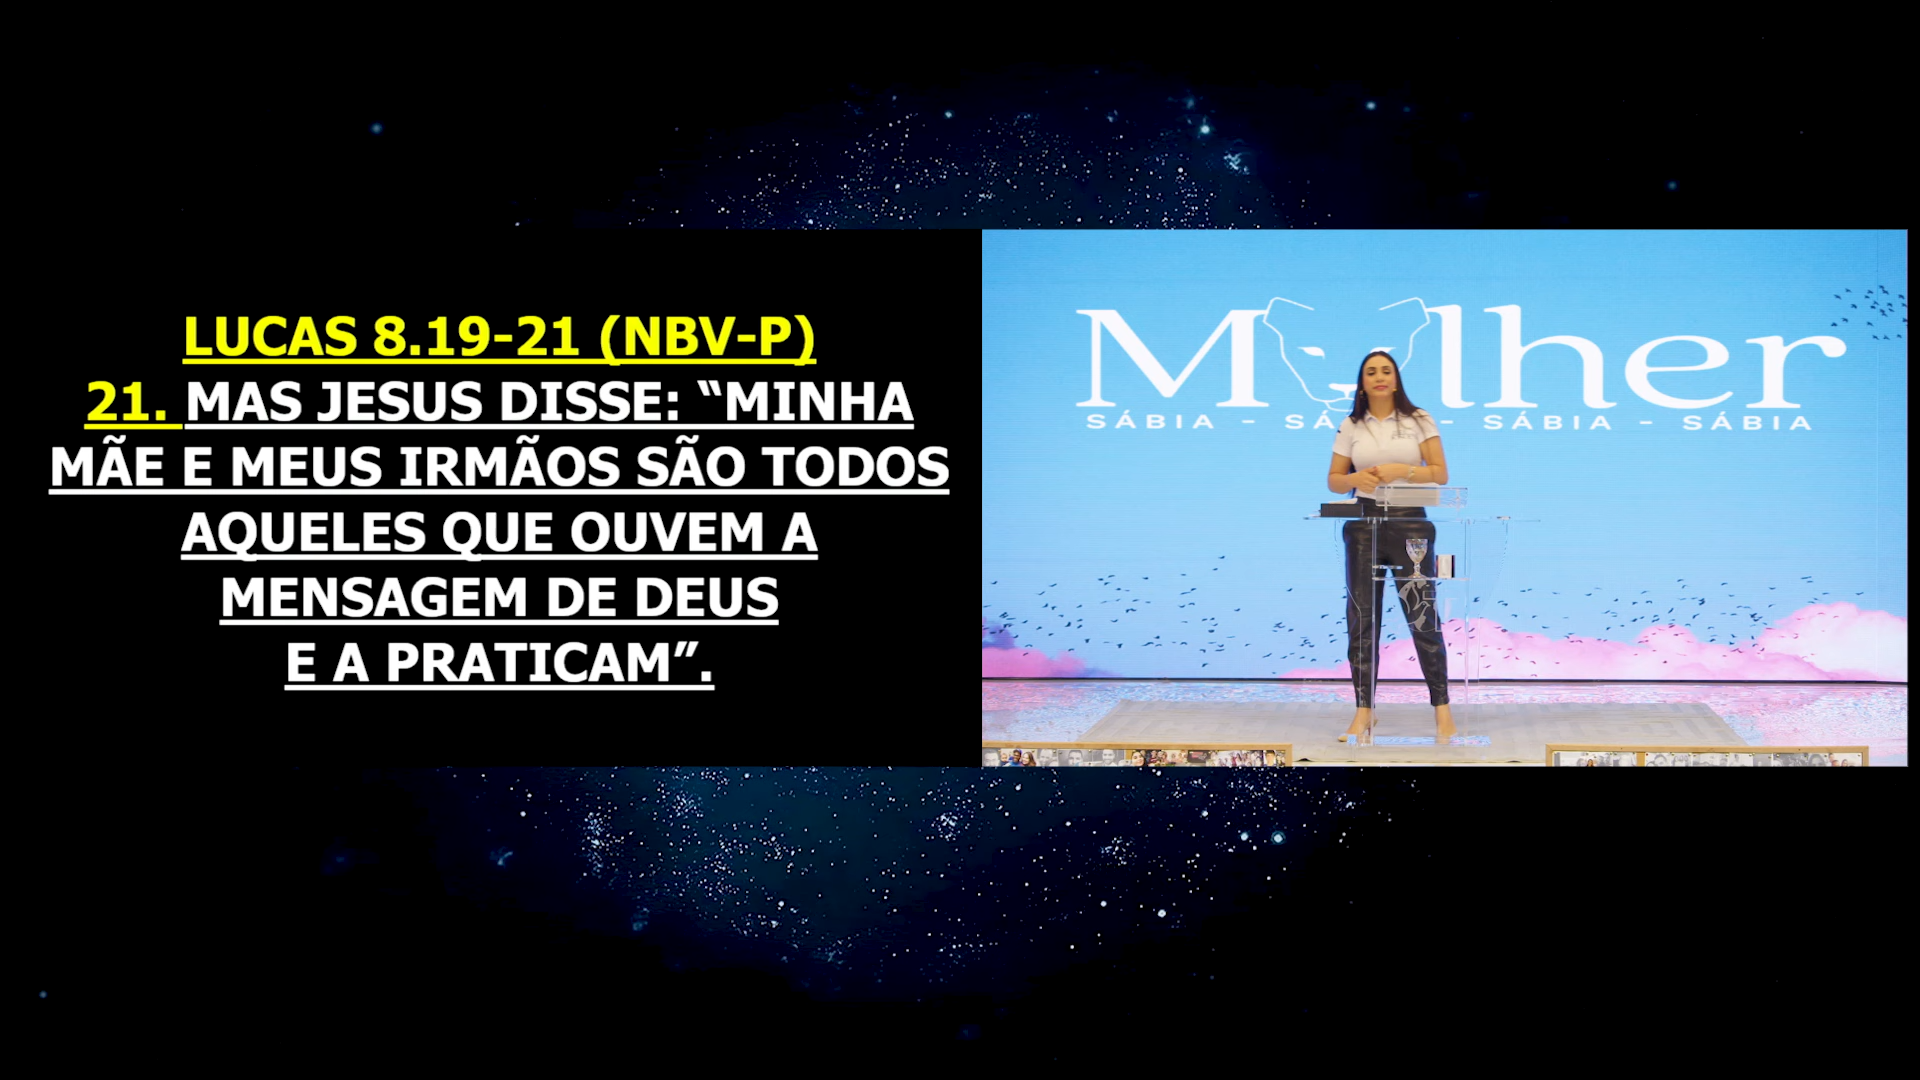 LUCAS 8.19-21 (NBV-P)
21. MAS JESUS DISSE: “MINHA
MÃE E MEUS IRMÃOS SÃO TODOS
AQUELES QUE OUVEM A
MENSAGEM DE DEUS
E A PRATICAM”.
Mulher
SÁBIA - SÁ - SÁBIA - SÁBIA